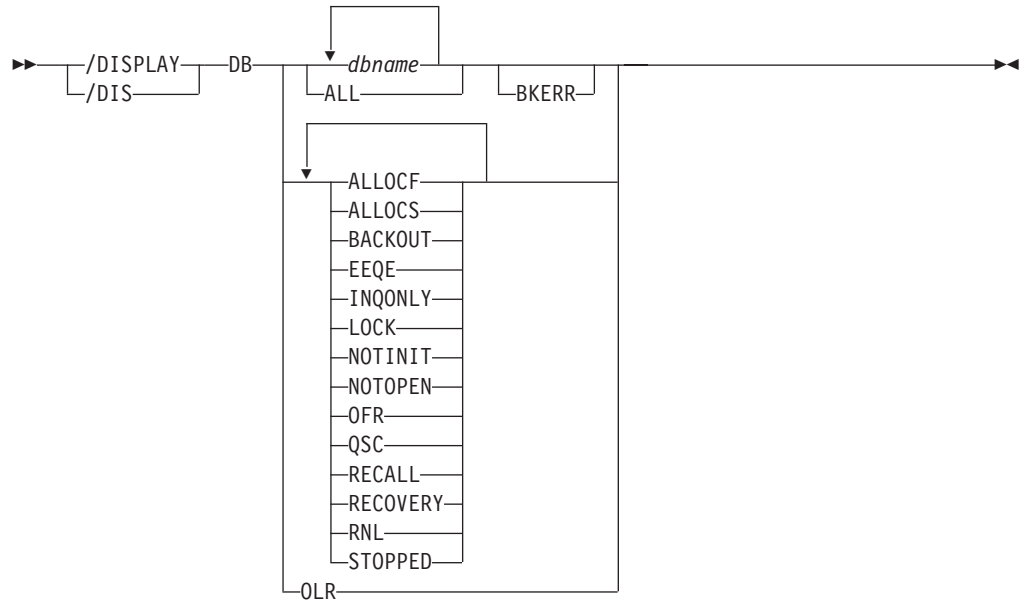 /DISPLAY DB dbname
/DIS ALL BKERR
ALLOCF
ALLOCS
BACKOUT
EEQE
INQONLY
LOCK
NOTINIT
NOTOPEN
OFR
QSC
RECALL
RECOVERY
RNL
STOPPED
OLR